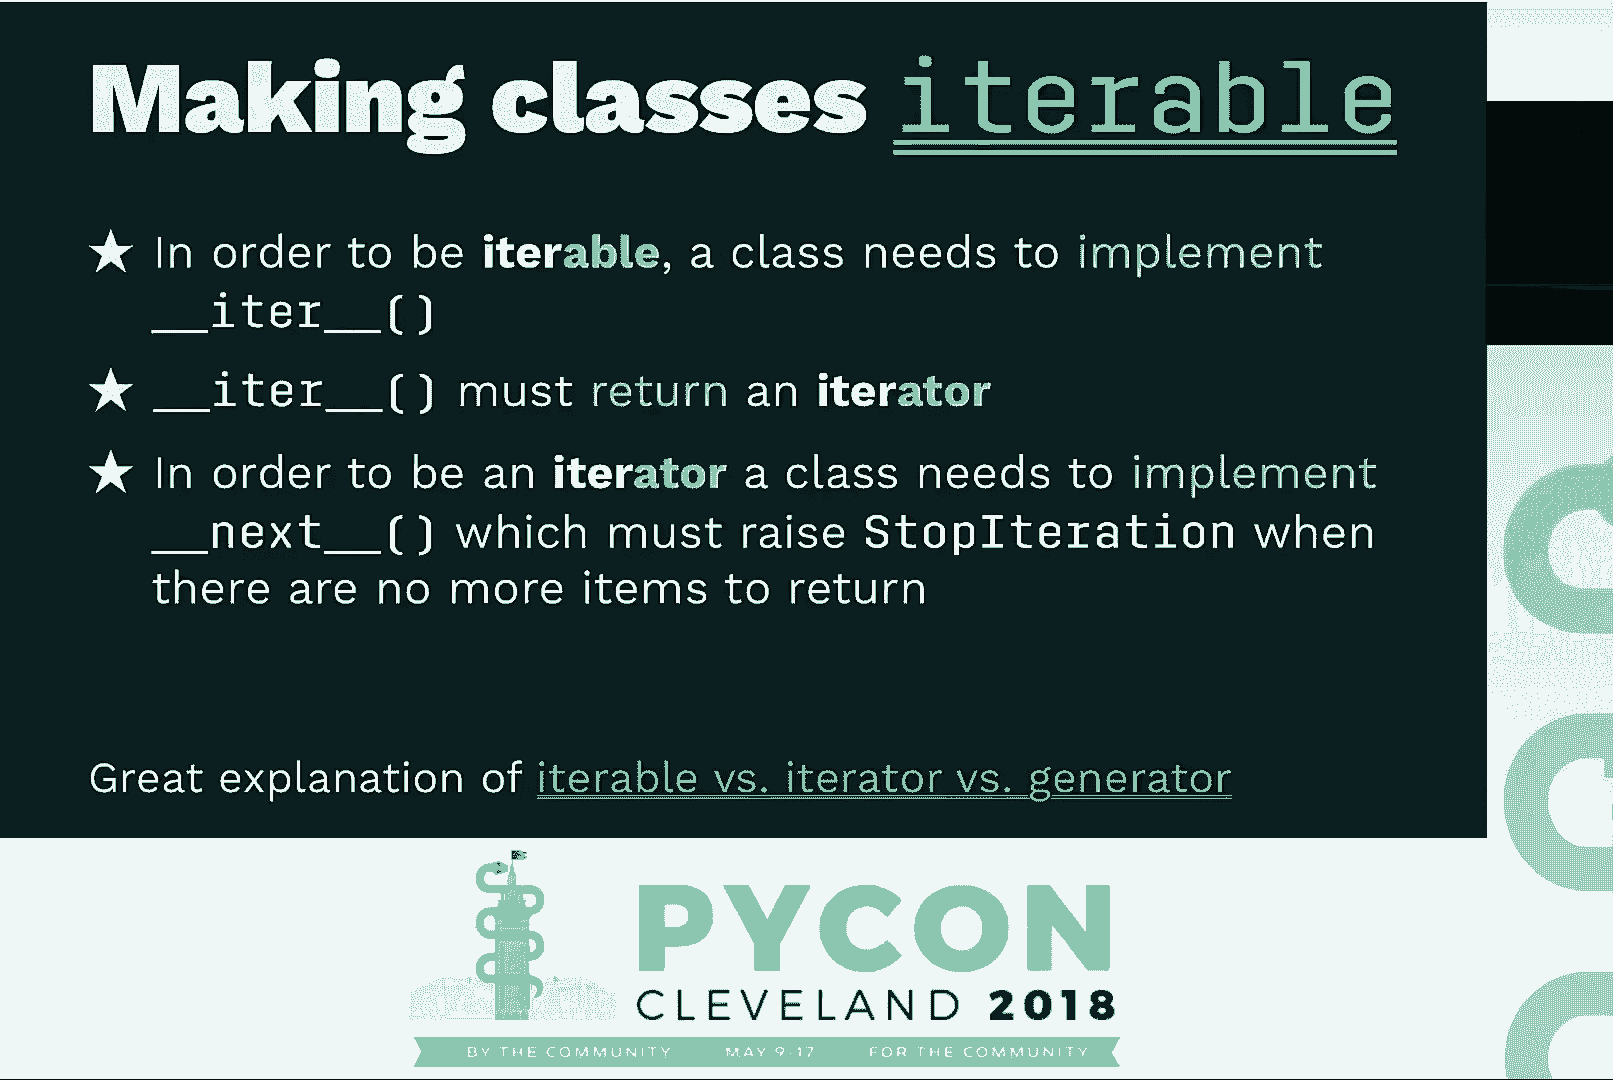 Making classes iterable
★ In order to be iterable, a class needs to implement
__iter__()
★ __iter__() must return an iterator
★ In order to be an iterator a class needs to implement
__next__() which must raise StopIteration when
there are no more items to return
Great explanation of iterable vs. iterator vs. generator
PYCON
CLEVELAND 2018
BY THE COMMUNITY MAY 9-17 FOR THE COMMUNITY